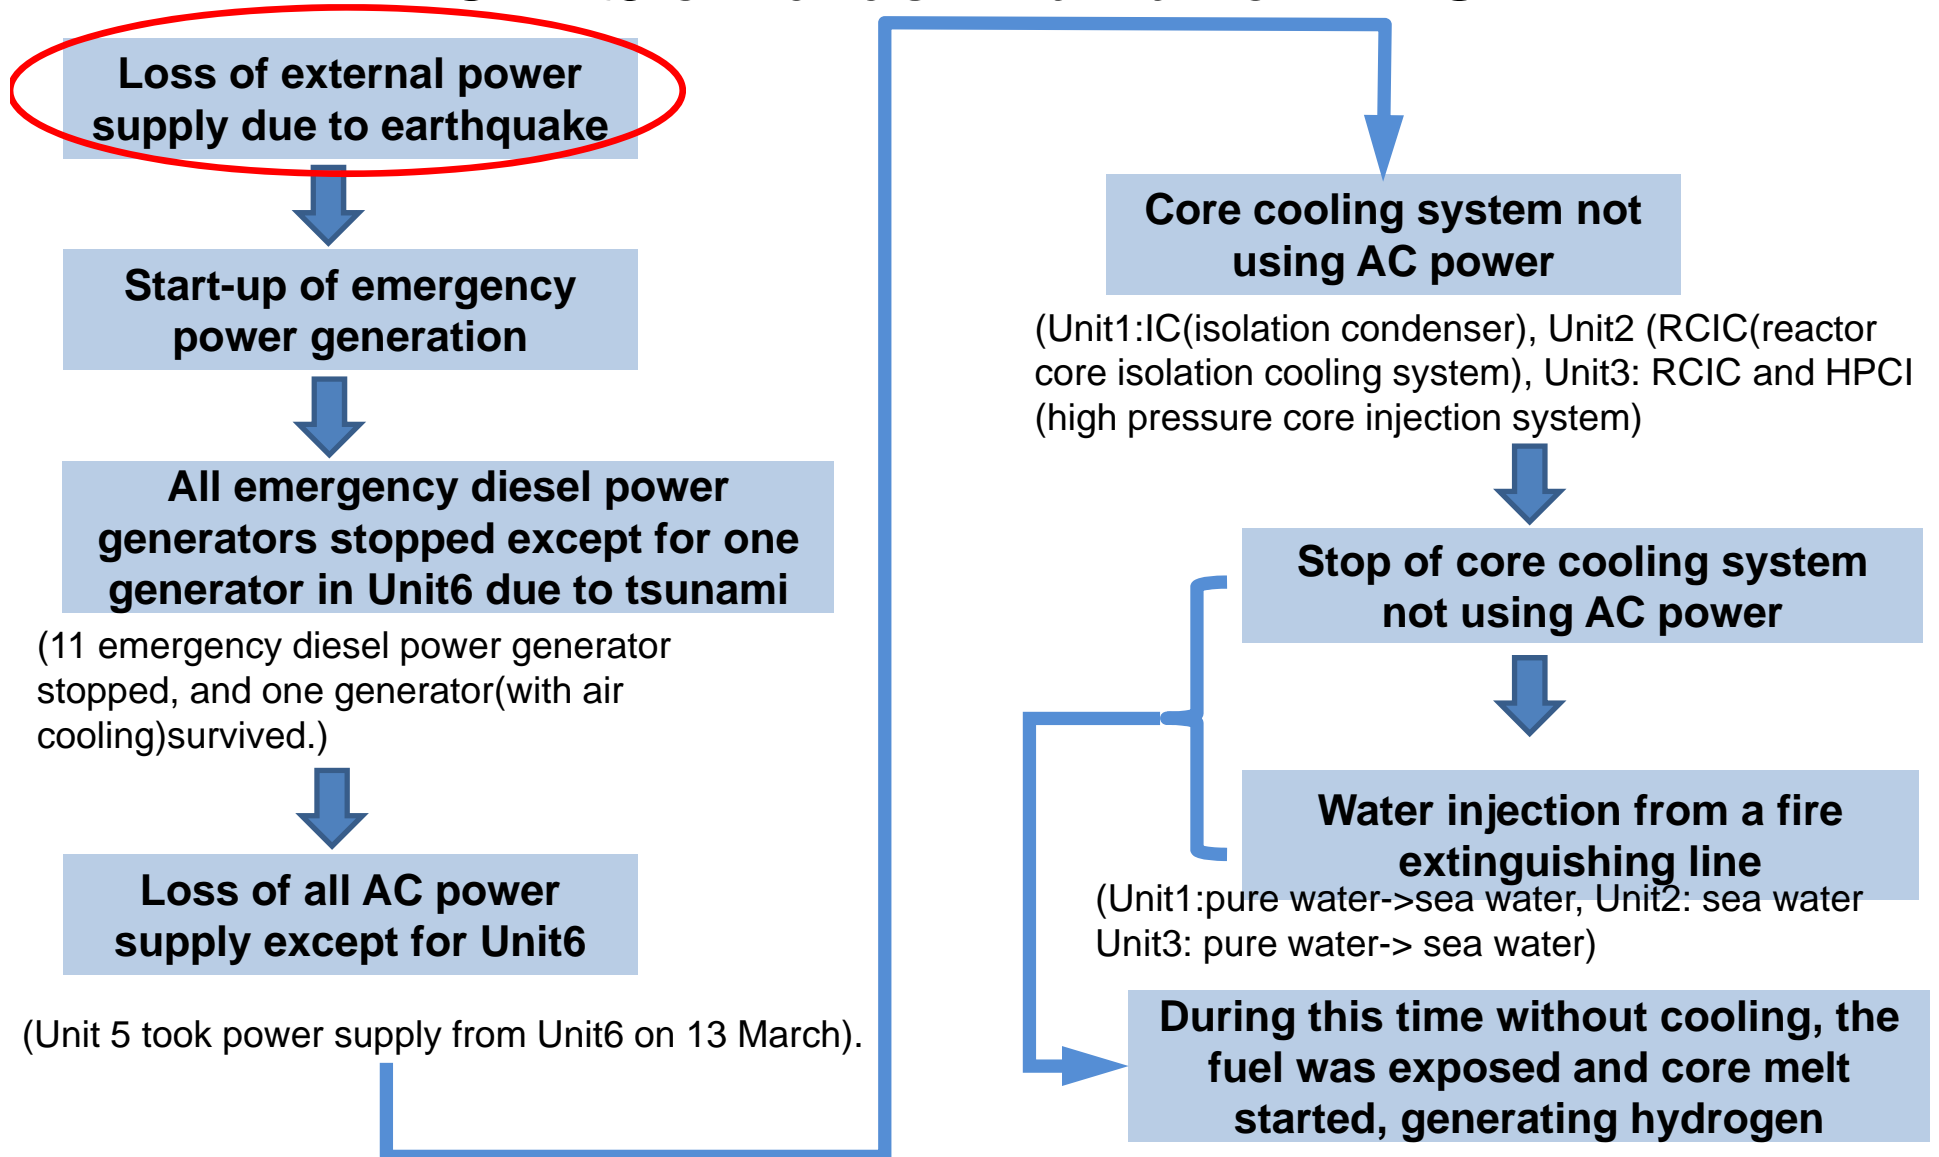 Loss of external power
supply due to earthquake
Start-up of emergency
power generation
All emergency diesel power
generators stopped except for one
generator in Unit6 due to tsunami
(11 emergency diesel power generator
stopped, and one generator(with air
cooling)survived.)
Loss of all AC power
supply except for Unit6
(Unit 5 took power supply from Unit6 on 13 March).
Core cooling system not
using AC power
(Unit1:IC(isolation condenser), Unit2 (RCIC(reactor
core isolation cooling system), Unit3: RCIC and HPCI
(high pressure core injection system)
Stop of core cooling system
not using AC power
Water injection from a fire
extinguishing line
(Unit1:pure water->sea water, Unit2: sea water
Unit3: pure water-> sea water)
During this time without cooling, the
fuel was exposed and core melt
started, generating hydrogen